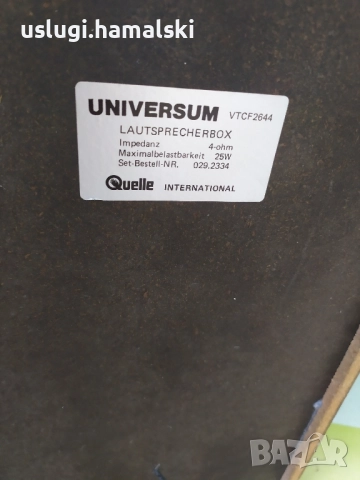 uslugi.hamalski
UNIVERSUM VTCF2644
LAUTSPRECHERBOX
Impedanz 4-ohm
Maximalbelastbarkeit 25W
Set-Bestell-NR. 029.2334
Quelle INTERNATIONAL
BAZAR